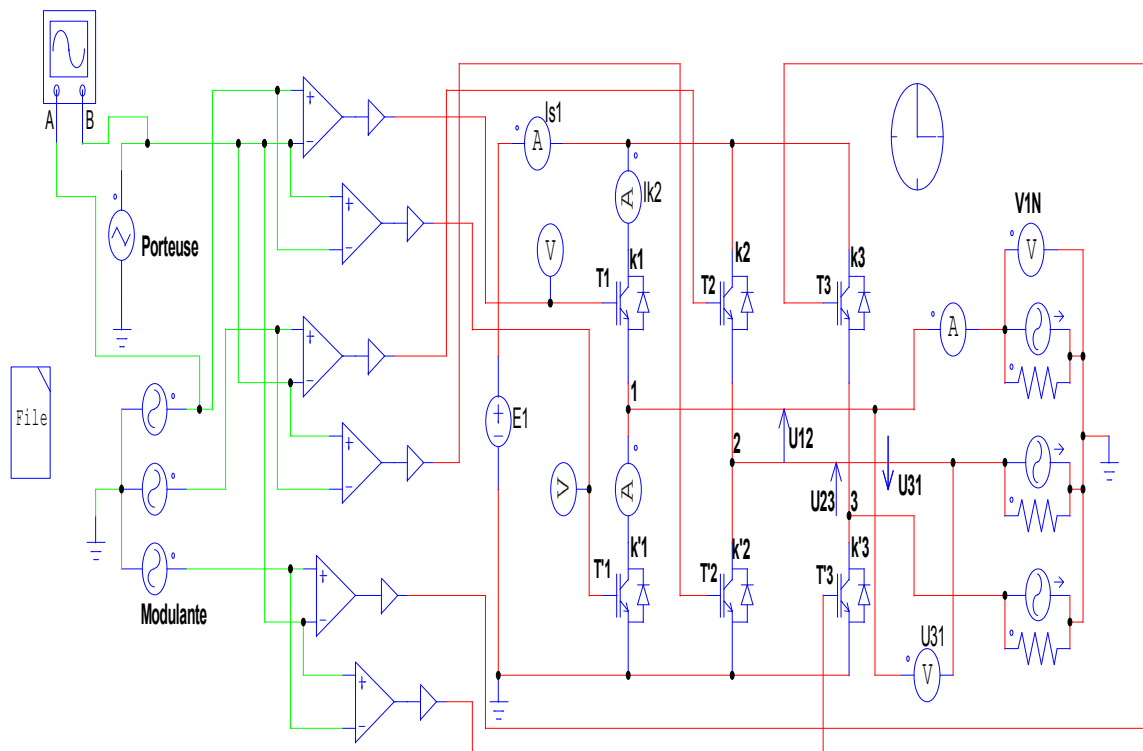 A B
Porteuse
File
Modulante
Is1
A
A
Ik2
V
k1
k2
k3
T1
T2
T3
V1N
V
A
E1
1
2
3
U12
U23
U31
V
A
k'1
k'2
k'3
T'1
T'2
T'3
U31
V